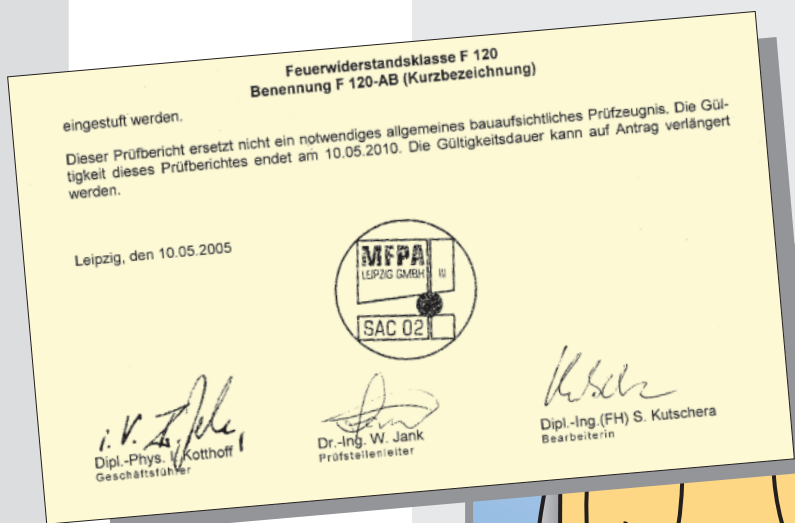 Feuerwiderstandsklasse F 120
Benennung F 120-AB (Kurzbezeichnung)
eingestuft werden.
Dieser Prüfbericht ersetzt nicht ein notwendiges allgemeines bauaufsichtliches Prüfzeugnis. Die Gül-
tigkeit dieses Prüfberichtes endet am 10.05.2010. Die Gültigkeitsdauer kann auf Antrag verlängert
werden.
Leipzig, den 10.05.2005
MFPA
LEIPZIG GMBH
SAC 02
i. V.
Dipl.-Phys. I. Kotthoff
Geschäftsführer
Dr.-Ing. W. Jank
Prüfstellenleiter
Dipl.-Ing.(FH) S. Kutschera
Bearbeiterin